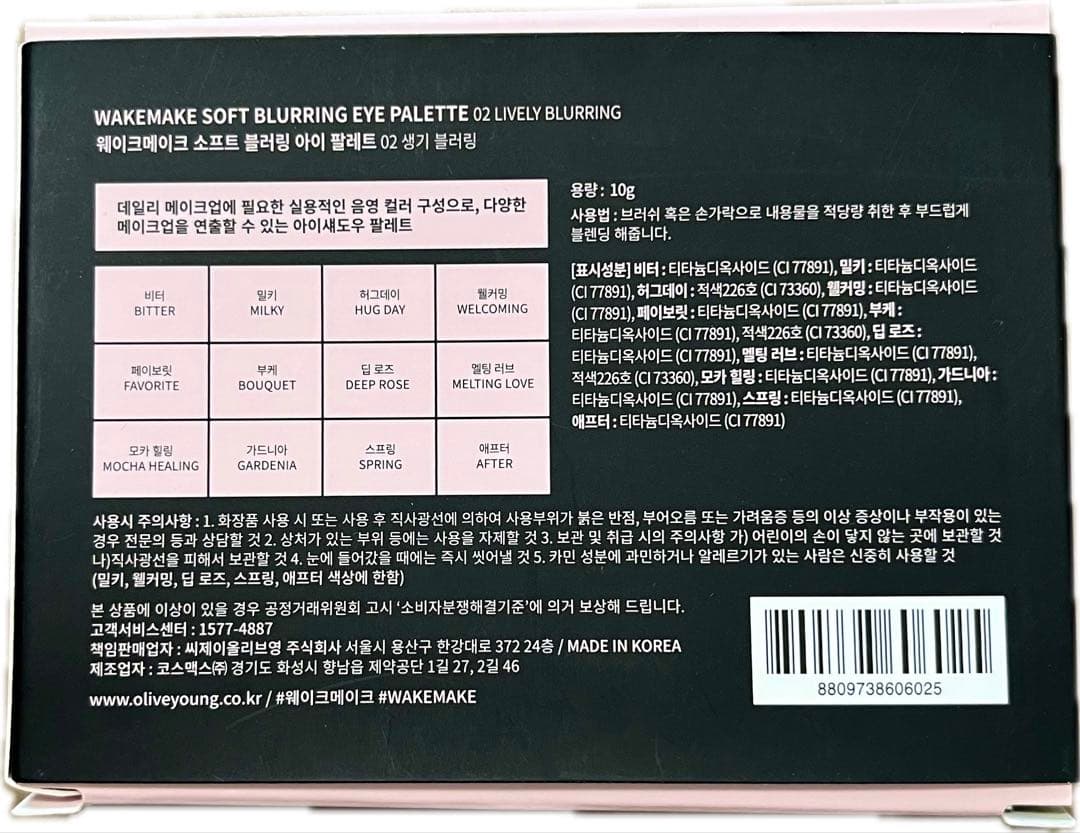 WAKEMAKE SOFT BLURRING EYE PALETTE 02 LIVELY BLURRING
웨이크메이크 소프트 블러링 아이 팔레트 02 생기 블러링
데일리 메이크업에 필요한 실용적인 음영 컬러 구성으로, 다양한
메이크업을 연출할 수 있는 아이섀도우 팔레트
비터
BITTER
밀키
MILKY
허그데이
HUG DAY
웰커밍
WELCOMING
페이보릿
FAVORITE
부케
BOUQUET
딥 로즈
DEEP ROSE
멜팅 러브
MELTING LOVE
모카 힐링
MOCHA HEALING
가드니아
GARDENIA
스프링
SPRING
애프터
AFTER
용량 : 10g
사용법 : 브러쉬 혹은 손가락으로 내용물을 적당량 취한 후 부드럽게
블렌딩 해줍니다.
[표시성분] 비터 : 티타늄디옥사이드 (CI 77891), 밀키 : 티타늄디옥사이드
(CI 77891), 허그데이 : 적색226호 (CI 73360), 웰커밍 : 티타늄디옥사이드
(CI 77891), 페이보릿 : 티타늄디옥사이드 (CI 77891), 부케 :
티타늄디옥사이드 (CI 77891), 적색226호 (CI 73360), 딥 로즈 :
티타늄디옥사이드 (CI 77891), 멜팅 러브 : 티타늄디옥사이드 (CI 77891),
적색226호 (CI 73360), 모카 힐링 : 티타늄디옥사이드 (CI 77891), 가드니아 :
티타늄디옥사이드 (CI 77891), 스프링 : 티타늄디옥사이드 (CI 77891),
애프터 : 티타늄디옥사이드 (CI 77891)
사용시 주의사항 : 1. 화장품 사용 시 또는 사용 후 직사광선에 의하여 사용부위가 붉은 반점, 부어오름 또는 가려움증 등의 이상 증상이나 부작용이 있는
경우 전문의 등과 상담할 것 2. 상처가 있는 부위 등에는 사용을 자제할 것 3. 보관 및 취급 시의 주의사항 가) 어린이의 손이 닿지 않는 곳에 보관할 것
나)직사광선을 피해서 보관할 것 4. 눈에 들어갔을 때에는 즉시 씻어낼 것 5. 카민 성분에 과민하거나 알레르기가 있는 사람은 신중히 사용할 것
(밀키, 웰커밍, 딥 로즈, 스프링, 애프터 색상에 한함)
본 상품에 이상이 있을 경우 공정거래위원회 고시 ‘소비자분쟁해결기준’에 의거 보상해 드립니다.
고객서비스센터 : 1577-4887
책임판매업자 : 씨제이올리브영 주식회사 서울시 용산구 한강대로 372 24층 / MADE IN KOREA
제조업자 : 코스맥스㈜ 경기도 화성시 향남읍 제약공단 1길 27, 2길 46
www.oliveyoung.co.kr / #웨이크메이크 #WAKEMAKE
8809738606025